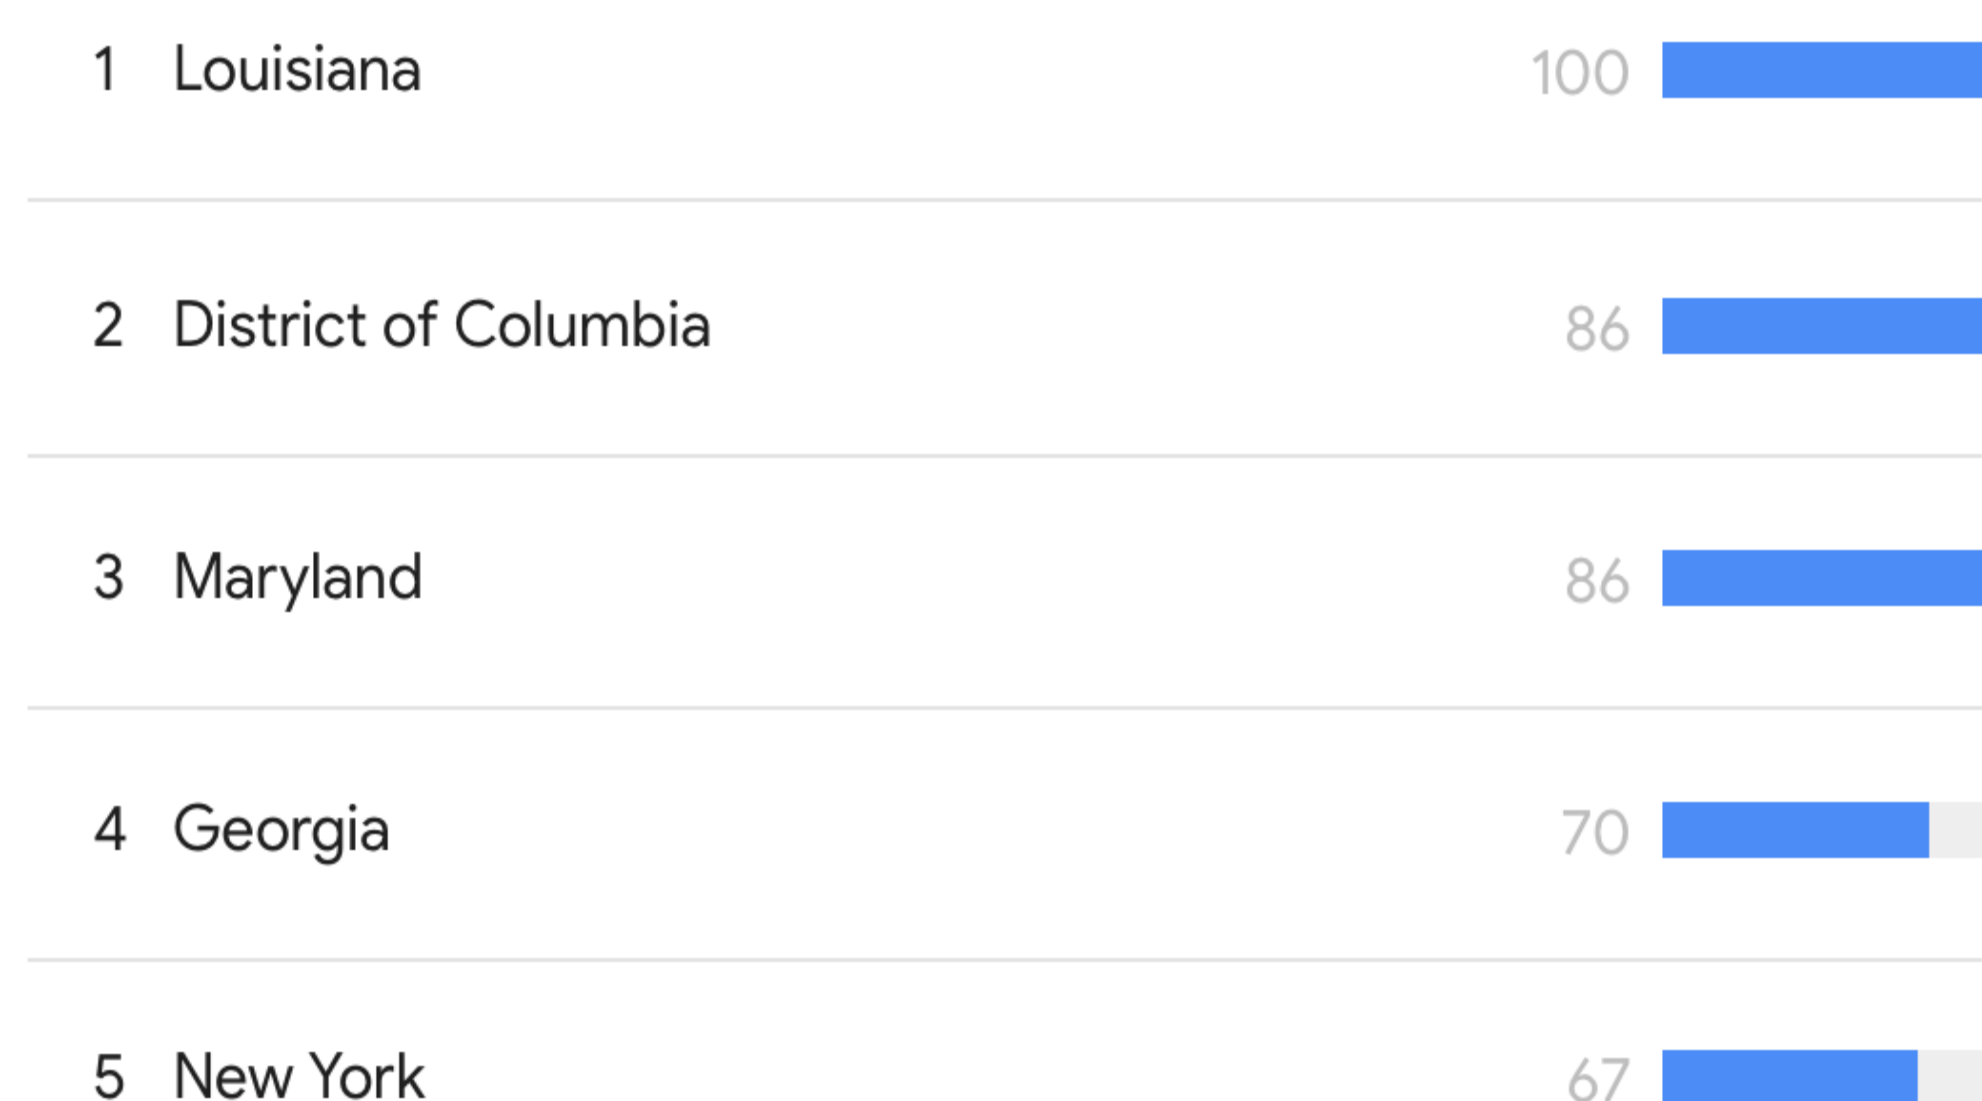 1 Louisiana 100
2 District of Columbia 86
3 Maryland 86
4 Georgia 70
5 New York 67